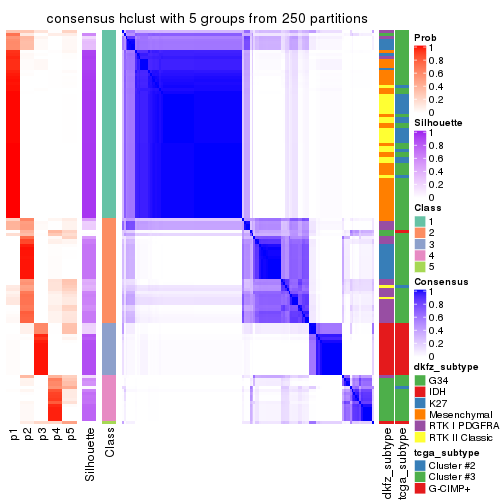 consensus hclust with 5 groups from 250 partitions
Prob
1
0.8
0.6
0.4
0.2
0
Silhouette
1
0.8
0.6
0.4
0.2
0
Class
1
2
3
4
5
Consensus
1
0.8
0.6
0.4
0.2
0
dkfz_subtype
G34
IDH
K27
Mesenchymal
RTK I PDGFRA
RTK II Classic
tcga_subtype
Cluster #2
Cluster #3
G-CIMP+
p1
p2
p3
p4
p5
Silhouette
Class
dkfz_subtype
tcga_subtype